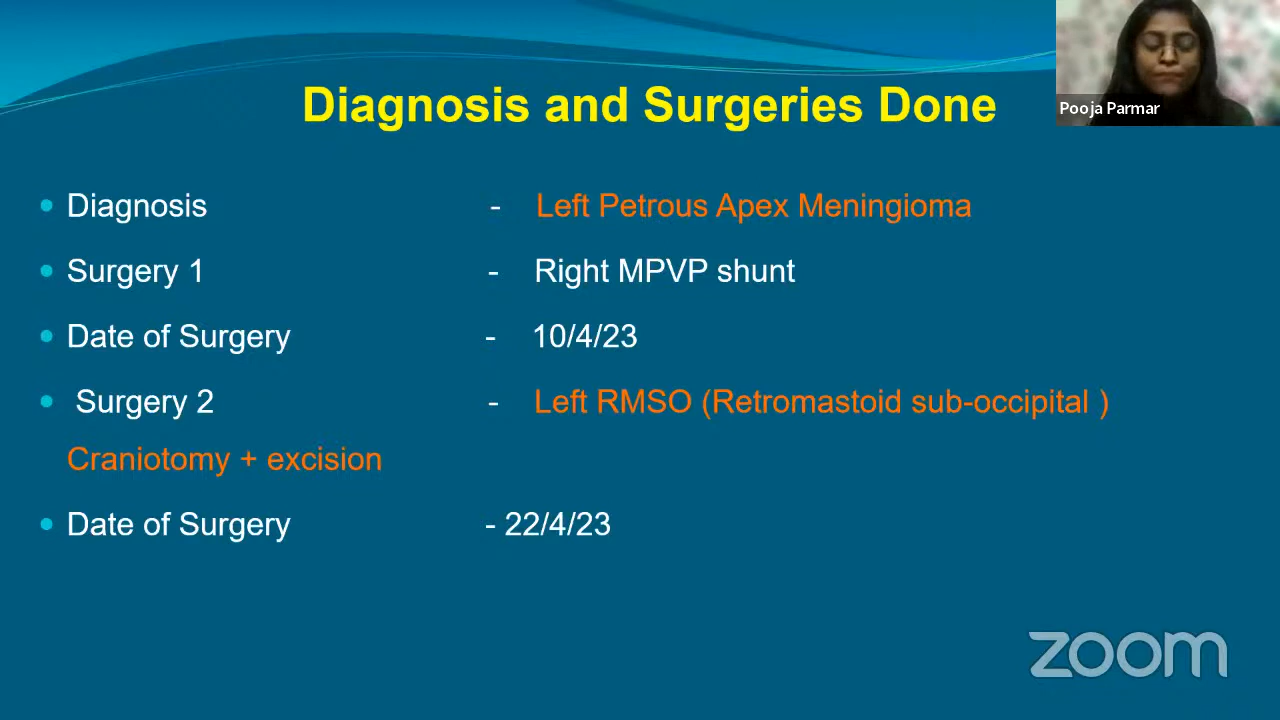 Diagnosis and Surgeries Done
Pooja Parmar
• Diagnosis - Left Petrous Apex Meningioma
• Surgery 1 - Right MPVP shunt
• Date of Surgery - 10/4/23
• Surgery 2 - Left RMSO (Retromastoid sub-occipital )
Craniotomy + excision
• Date of Surgery - 22/4/23
zoom